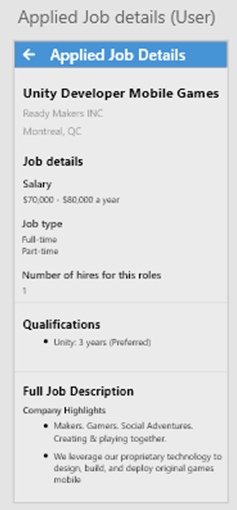 Applied Job details (User)
Applied Job Details
Unity Developer Mobile Games
Ready Makers INC
Montreal, QC
Job details
Salary
$70,000 - $80,000 a year
Job type
Full-time
Part-time
Number of hires for this roles
1
Qualifications
Unity: 3 years (Preferred)
Full Job Description
Company Highlights
Makers. Gamers. Social Adventures.
Creating & playing together.
We leverage our proprietary technology to
design, build, and deploy original games
mobile